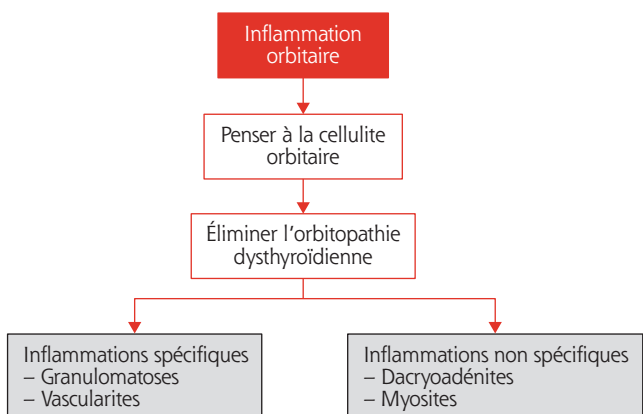 Inflammation
orbitaire
Penser à la cellulite
orbitaire
Éliminer l'orbitopathie
dysthyroïdienne
Inflammations spécifiques
– Granulomatoses
– Vascularites
Inflammations non spécifiques
– Dacryoadénites
– Myosites